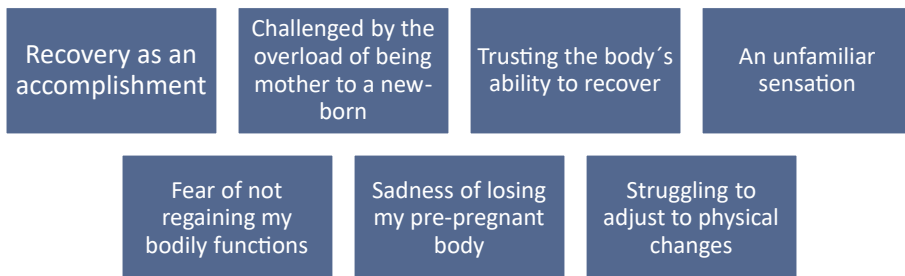 Recovery as an
accomplishment
Challenged by the
overload of being
mother to a new-
born
Trusting the body´s
ability to recover
An unfamiliar
sensation
Fear of not
regaining my
bodily functions
Sadness of losing
my pre-pregnant
body
Struggling to
adjust to physical
changes